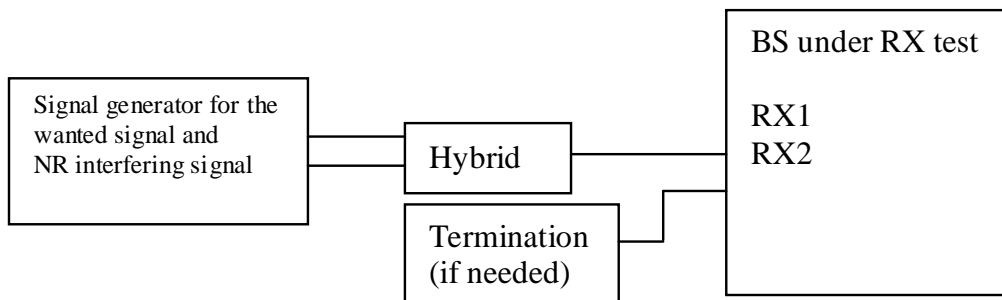 Signal generator for the
wanted signal and
NR interfering signal
Hybrid
Termination
(if needed)
BS under RX test
RX1
RX2